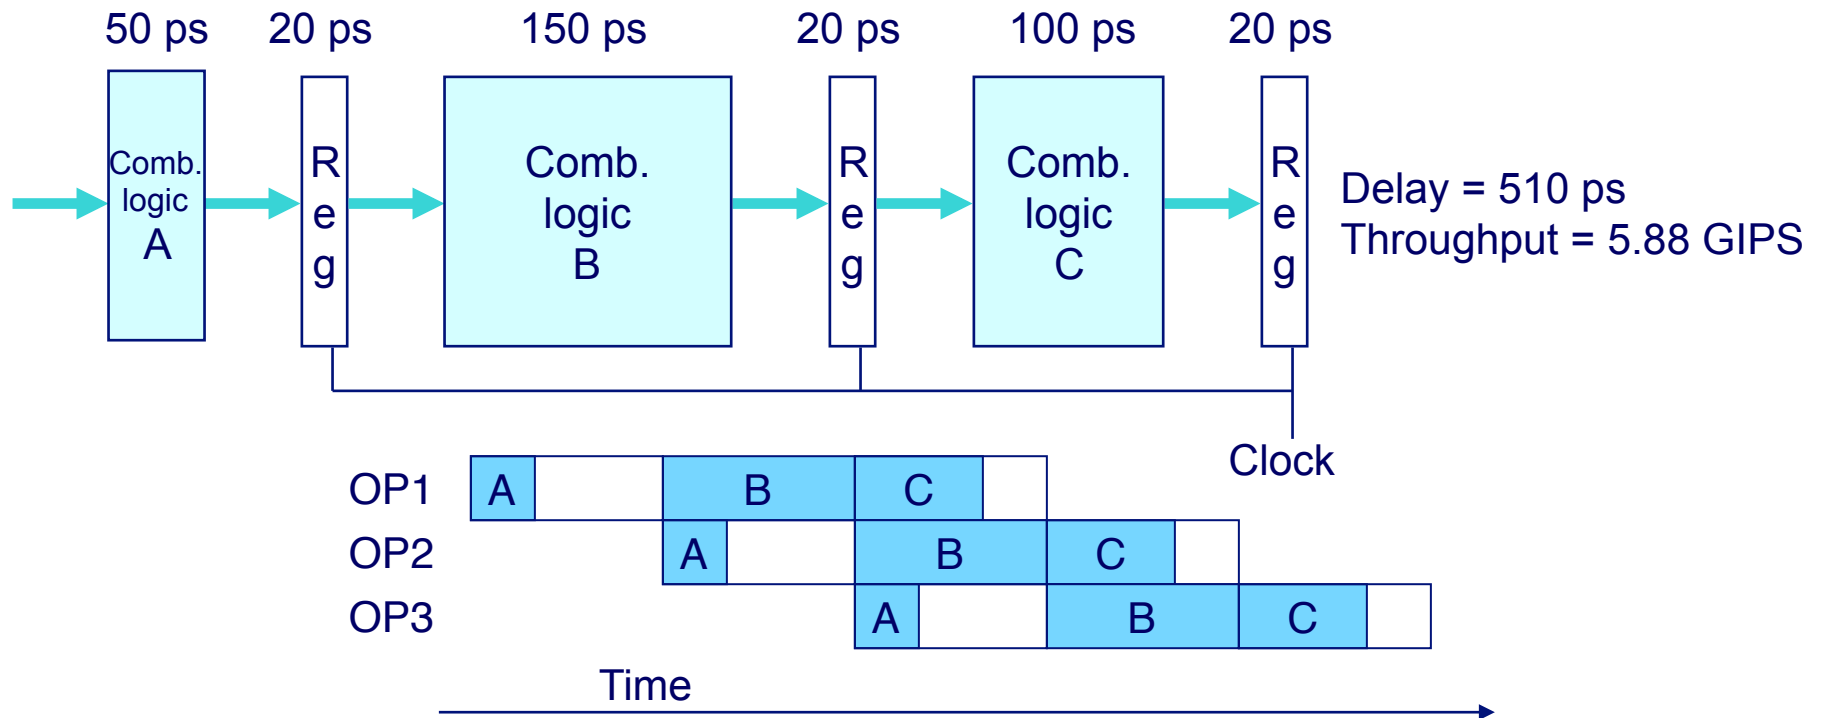 50 ps 20 ps 150 ps 20 ps 100 ps 20 ps
Comb.
logic
A
R
e
g
Comb.
logic
B
R
e
g
Comb.
logic
C
R
e
g
Delay = 510 ps
Throughput = 5.88 GIPS
Clock
OP1 A B C
OP2 A B C
OP3 A B C
Time